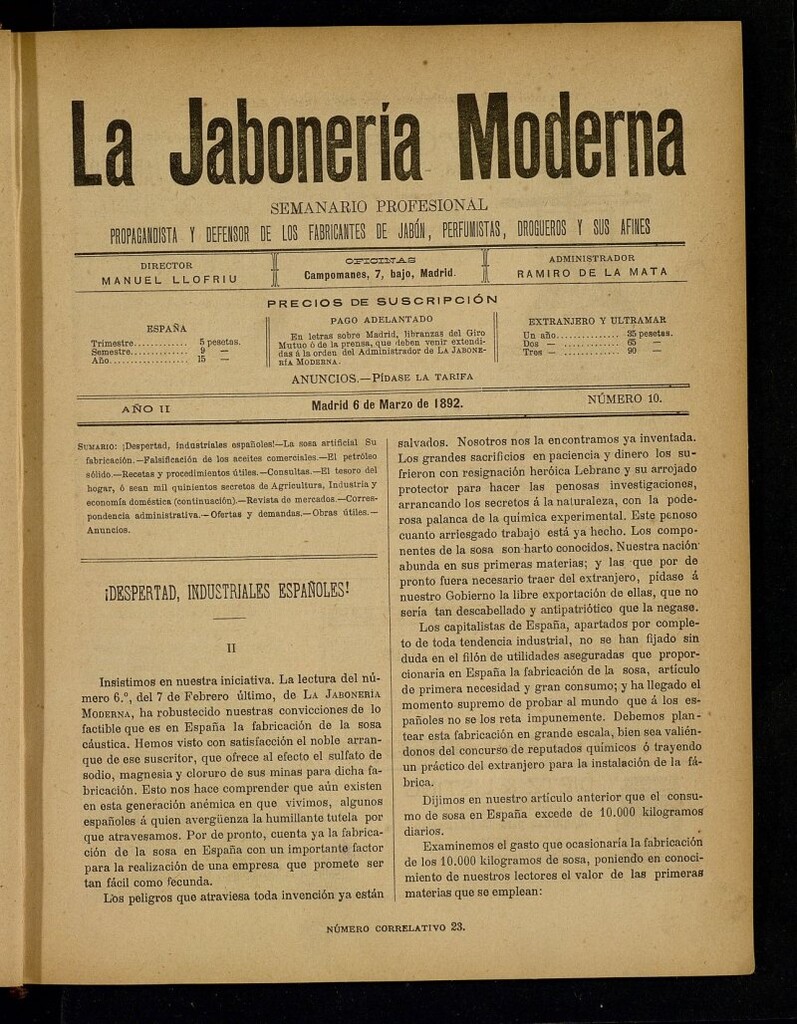 La Jabonería Moderna
SEMANARIO PROFESIONAL
PROPAGANDISTA Y DEFENSOR DE LOS FABRICANTES DE JABÓN, PERFUMISTAS, DROGUEROS Y SUS AFINES
DIRECTOR
MANUEL LLOFRIU
OFICINAS
Campomanes, 7, bajo, Madrid.
ADMINISTRADOR
RAMIRO DE LA MATA
PRECIOS DE SUSCRIPCIÓN
ESPAÑA
Trimestre............ 5 pesetas.
Semestre............ 9 —
Año.................. 15 —
PAGO ADELANTADO
En letras sobre Madrid, libranzas del Giro
Mutuo ó de la prensa, que deben venir extendi-
das á la orden del Administrador de LA JABONE-
RÍA MODERNA.
EXTRANJERO Y ULTRAMAR
Un año.............. 35 pesetas.
Dos — ............ 65 —
Tres — ............ 90 —
ANUNCIOS.—PÍDASE LA TARIFA
AÑO II
Madrid 6 de Marzo de 1892.
NÚMERO 10.
SUMARIO: ¡Despertad, industriales españoles!—La sosa artificial Su
fabricación.—Falsificación de los aceites comerciales.—El petróleo
sólido.—Recetas y procedimientos útiles.—Consultas.—El tesoro del
hogar, ó sean mil quinientos secretos de Agricultura, Industria y
economía doméstica (continuación).—Revista de mercados.—Corres-
pondencia administrativa.—Ofertas y demandas.—Obras útiles.—
Anuncios.
¡DESPERTAD, INDUSTRIALES ESPAÑOLES!
II
Insistimos en nuestra iniciativa. La lectura del nú-
mero 6.º, del 7 de Febrero último, de LA JABONERÍA
MODERNA, ha robustecido nuestras convicciones de lo
factible que es en España la fabricación de la sosa
cáustica. Hemos visto con satisfacción el noble arran-
que de ese suscritor, que ofrece al efecto el sulfato de
sodio, magnesia y cloruro de sus minas para dicha fa-
bricación. Esto nos hace comprender que aún existen
en esta generación anémica en que vivimos, algunos
españoles á quien avergüenza la humillante tutela por
que atravesamos. Por de pronto, cuenta ya la fabrica-
ción de la sosa en España con un importante factor
para la realización de una empresa que promete ser
tan fácil como fecunda.
Los peligros que atraviesa toda invención ya están
salvados. Nosotros nos la encontramos ya inventada.
Los grandes sacrificios en paciencia y dinero los su-
frieron con resignación heróica Lebranc y su arrojado
protector para hacer las penosas investigaciones,
arrancando los secretos á la naturaleza, con la pode-
rosa palanca de la química experimental. Este penoso
cuanto arriesgado trabajo está ya hecho. Los compo-
nentes de la sosa son harto conocidos. Nuestra nación
abunda en sus primeras materias; y las que por de
pronto fuera necesario traer del extranjero, pídase á
nuestro Gobierno la libre exportación de ellas, que no
sería tan descabellado y antipatriótico que la negase.
Los capitalistas de España, apartados por comple-
to de toda tendencia industrial, no se han fijado sin
duda en el filón de utilidades aseguradas que propor-
cionaria en España la fabricación de la sosa, artículo
de primera necesidad y gran consumo; y ha llegado el
momento supremo de probar al mundo que á los es-
pañoles no se los reta impunemente. Debemos plan-
tear esta fabricación en grande escala, bien sea valién-
donos del concurso de reputados químicos ó trayendo
un práctico del extranjero para la instalación de la fá-
brica.
Dijimos en nuestro artículo anterior que el consu-
mo de sosa en España excede de 10.000 kilogramos
diarios.
Examinemos el gasto que ocasionaría la fabricación
de los 10.000 kilogramos de sosa, poniendo en conoci-
miento de nuestros lectores el valor de las primeras
materias que se emplean:
NÚMERO CORRELATIVO 23.